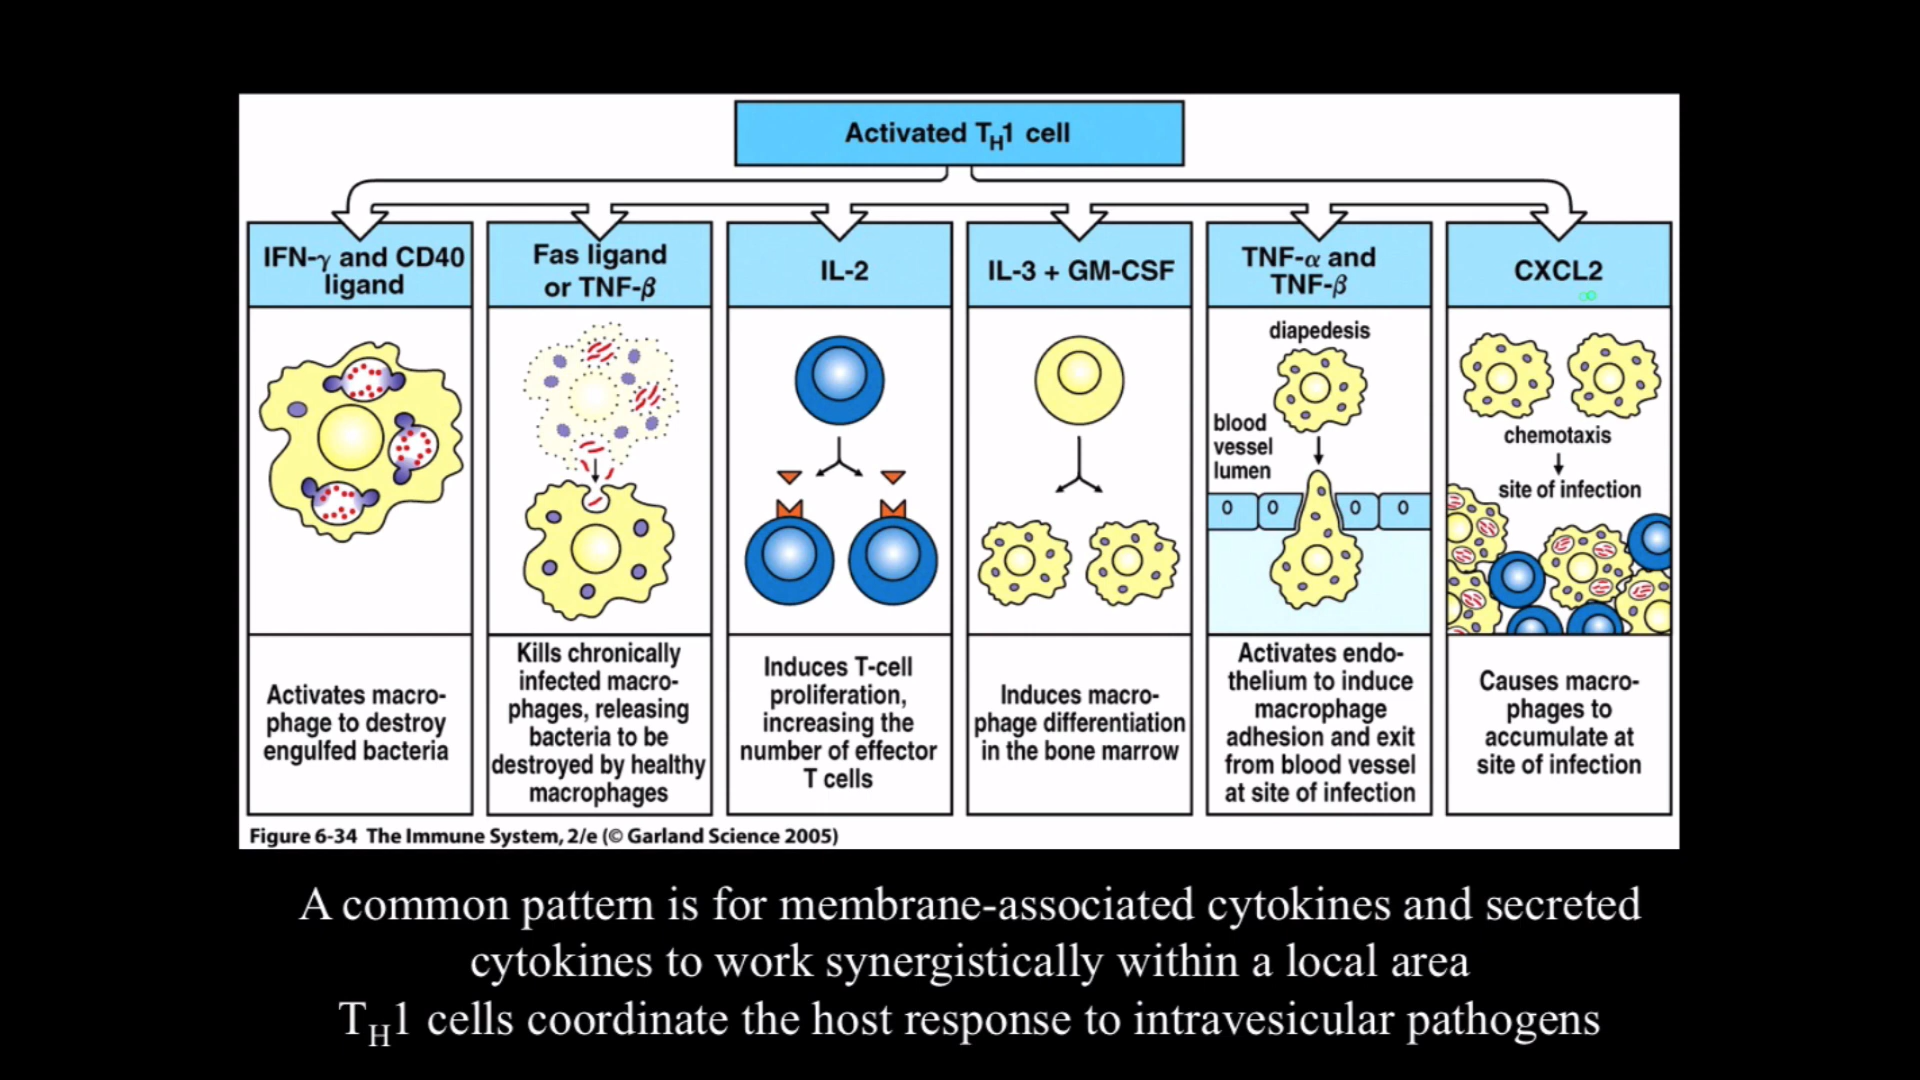 Activated TH1 cell
IFN-γ and CD40
ligand
Fas ligand
or TNF-β
IL-2
IL-3 + GM-CSF
TNF-α and
TNF-β
CXCL2
diapedesis
blood
vessel
lumen
chemotaxis
site of infection
Activates macro-
phage to destroy
engulfed bacteria
Kills chronically
infected macro-
phages, releasing
bacteria to be
destroyed by healthy
macrophages
Induces T-cell
proliferation,
increasing the
number of effector
T cells
Induces macro-
phage differentiation
in the bone marrow
Activates endo-
thelium to induce
macrophage
adhesion and exit
from blood vessel
at site of infection
Causes macro-
phages to
accumulate at
site of infection
Figure 6-34 The Immune System, 2/e (© Garland Science 2005)
A common pattern is for membrane-associated cytokines and secreted
cytokines to work synergistically within a local area
TH1 cells coordinate the host response to intravesicular pathogens